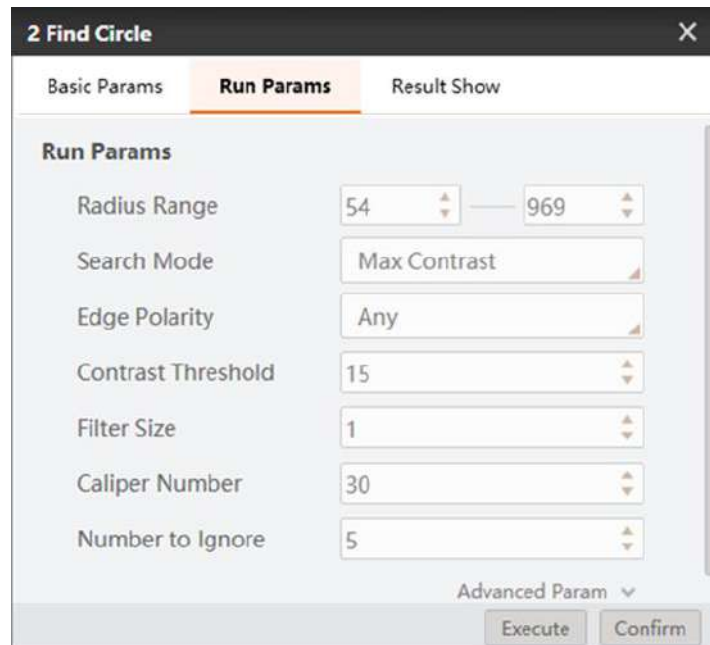 2 Find Circle
Basic Params Run Params Result Show
Run Params
Radius Range 54 969
Search Mode Max Contrast
Edge Polarity Any
Contrast Threshold 15
Filter Size 1
Caliper Number 30
Number to Ignore 5
Advanced Param
Execute Confirm